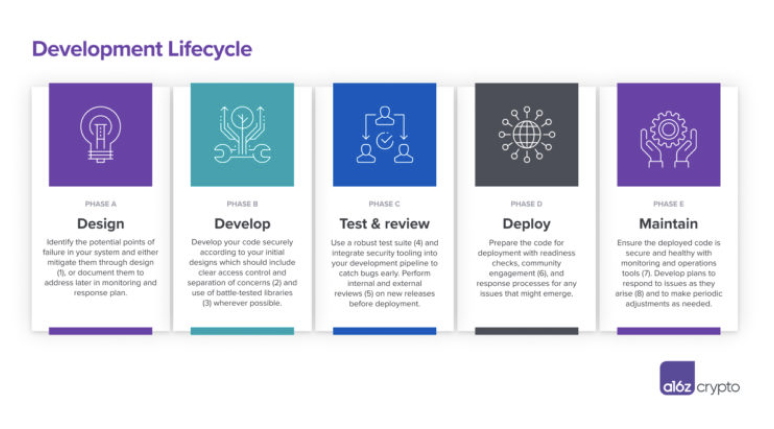 Development Lifecycle
PHASE A
Design
Identify the potential points of
failure in your system and either
mitigate them through design
(1), or document them to
address later in monitoring and
response plan.
PHASE B
Develop
Develop your code securely
according to your initial
designs which should include
clear access control and
separation of concerns (2) and
use of battle-tested libraries
(3) wherever possible.
PHASE C
Test & review
Use a robust test suite (4) and
integrate security tooling into
your development pipeline to
catch bugs early. Perform
internal and external
reviews (5) on new releases
before deployment.
PHASE D
Deploy
Prepare the code for
deployment with readiness
checks, community
engagement (6), and
response processes for any
issues that might emerge.
PHASE E
Maintain
Ensure the deployed code is
secure and healthy with
monitoring and operations
tools (7). Develop plans to
respond to issues as they
arise (8) and to make periodic
adjustments as needed.
a16z crypto